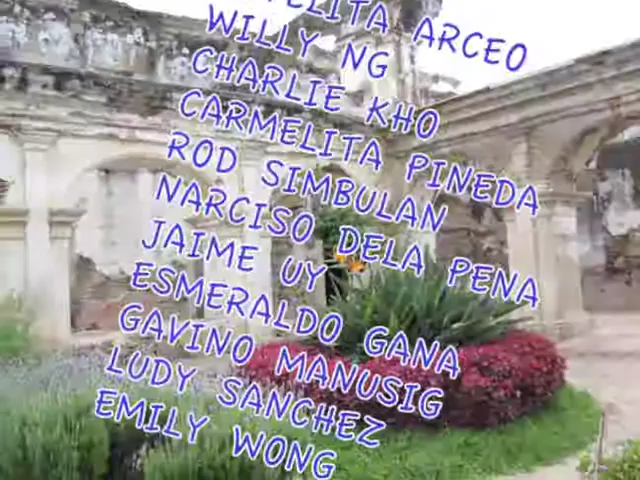 ARCEO
WILLY NG
CHARLIE KHO
CARMELITA PINEDA
ROD SIMBULAN
NARCISO DELA PENA
JAIME UY
ESMERALDO GANA
GAVINO MANUSIG
LUDY SANCHEZ
EMILY WONG